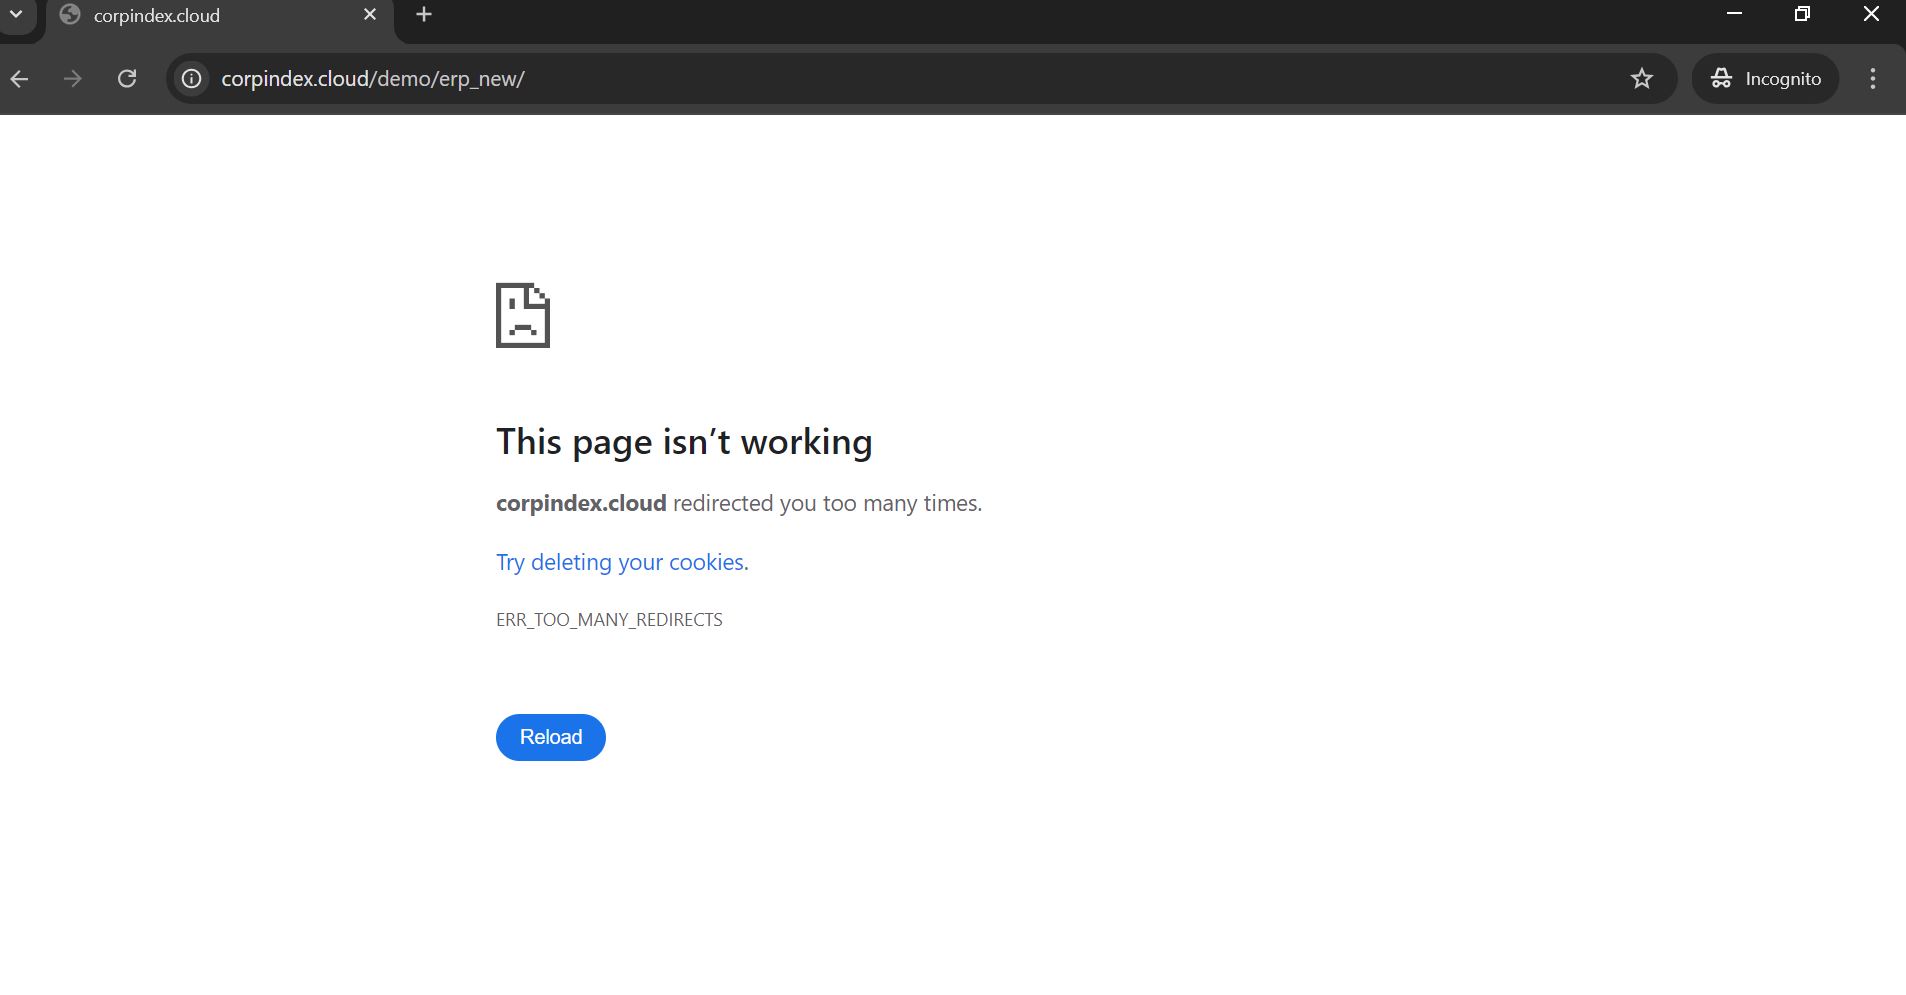 corpindex.cloud
corpindex.cloud/demo/erp_new/
Incognito
This page isn’t working
corpindex.cloud redirected you too many times.
Try deleting your cookies.
ERR_TOO_MANY_REDIRECTS
Reload